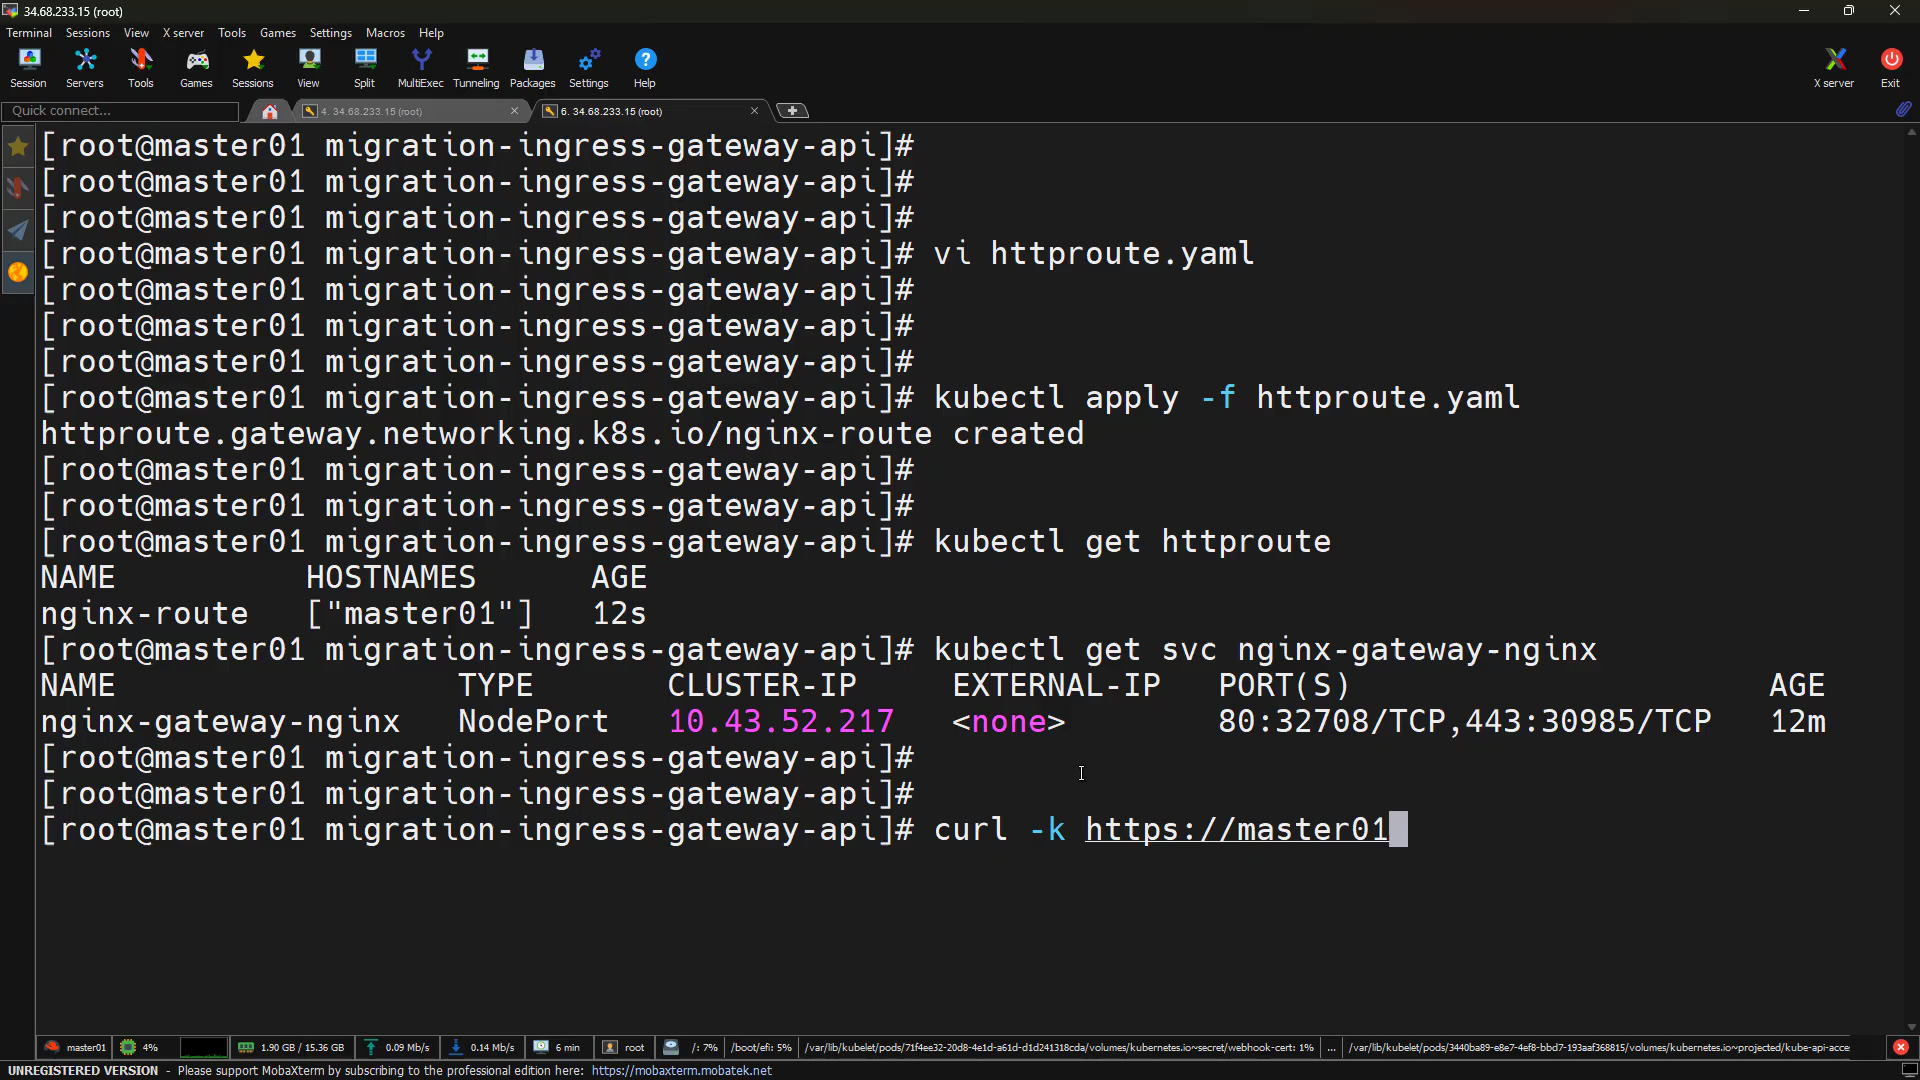 34.68.233.15 (root)
Terminal Sessions View X server Tools Games Settings Macros Help
Session Servers Tools Games Sessions View Split MultiExec Tunneling Packages Settings Help X server Exit
Quick connect... 4. 34.68.233.15 (root) 6. 34.68.233.15 (root)
[root@master01 migration-ingress-gateway-api]#
[root@master01 migration-ingress-gateway-api]#
[root@master01 migration-ingress-gateway-api]#
[root@master01 migration-ingress-gateway-api]# vi httproute.yaml
[root@master01 migration-ingress-gateway-api]#
[root@master01 migration-ingress-gateway-api]#
[root@master01 migration-ingress-gateway-api]#
[root@master01 migration-ingress-gateway-api]# kubectl apply -f httproute.yaml
httproute.gateway.networking.k8s.io/nginx-route created
[root@master01 migration-ingress-gateway-api]#
[root@master01 migration-ingress-gateway-api]#
[root@master01 migration-ingress-gateway-api]# kubectl get httproute
NAME HOSTNAMES AGE
nginx-route ["master01"] 12s
[root@master01 migration-ingress-gateway-api]# kubectl get svc nginx-gateway-nginx
NAME TYPE CLUSTER-IP EXTERNAL-IP PORT(S) AGE
nginx-gateway-nginx NodePort 10.43.52.217 <none> 80:32708/TCP,443:30985/TCP 12m
[root@master01 migration-ingress-gateway-api]#
[root@master01 migration-ingress-gateway-api]#
[root@master01 migration-ingress-gateway-api]# curl -k https://master01
master01 4% 1.90 GB / 15.36 GB 0.09 Mb/s 0.14 Mb/s 6 min root /: 7% /boot/efi: 5% /var/lib/kubelet/pods/71f4ee32-20d8-4e1d-a61d-d1d241318cda/volumes/kubernetes.io~secret/webhook-cert: 1% ... /var/lib/kubelet/pods/3440ba89-e8e7-4ef8-bbd7-193aaf368815/volumes/kubernetes.io~projected/kube-api-acce
UNREGISTERED VERSION - Please support MobaXterm by subscribing to the professional edition here: https://mobaxterm.mobatek.net